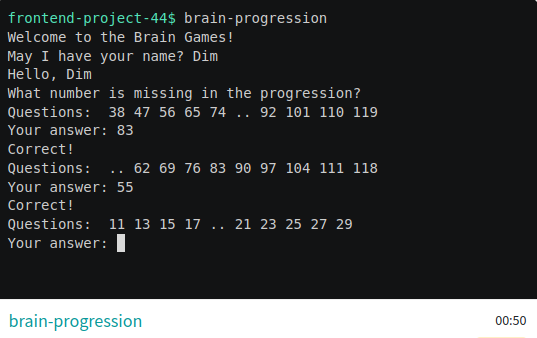 frontend-project-44$ brain-progression
Welcome to the Brain Games!
May I have your name? Dim
Hello, Dim
What number is missing in the progression?
Questions:  38 47 56 65 74 .. 92 101 110 119
Your answer: 83
Correct!
Questions:  .. 62 69 76 83 90 97 104 111 118
Your answer: 55
Correct!
Questions:  11 13 15 17 .. 21 23 25 27 29
Your answer:
brain-progression 00:50